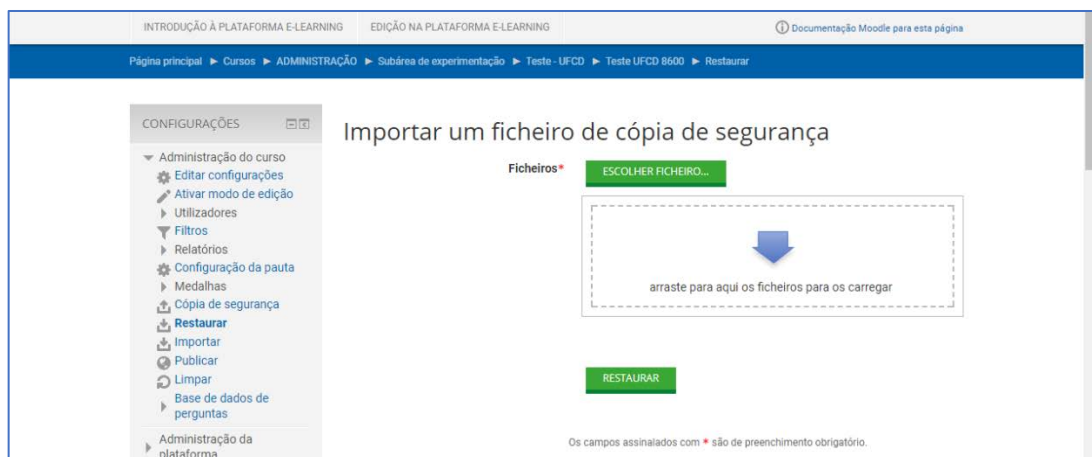 INTRODUÇÃO À PLATAFORMA E-LEARNING EDIÇÃO NA PLATAFORMA E-LEARNING Documentação Moodle para esta página
Página principal ► Cursos ► ADMINISTRAÇÃO ► Subárea de experimentação ► Teste - UFCD ► Teste UFCD 8600 ► Restaurar
CONFIGURAÇÕES
Administração do curso
Editar configurações
Ativar modo de edição
Utilizadores
Filtros
Relatórios
Configuração da pauta
Medalhas
Cópia de segurança
Restaurar
Importar
Publicar
Limpar
Base de dados de
perguntas
Administração da
plataforma
Importar um ficheiro de cópia de segurança
Ficheiros*
ESCOLHER FICHEIRO...
arraste para aqui os ficheiros para os carregar
RESTAURAR
Os campos assinalados com * são de preenchimento obrigatório.